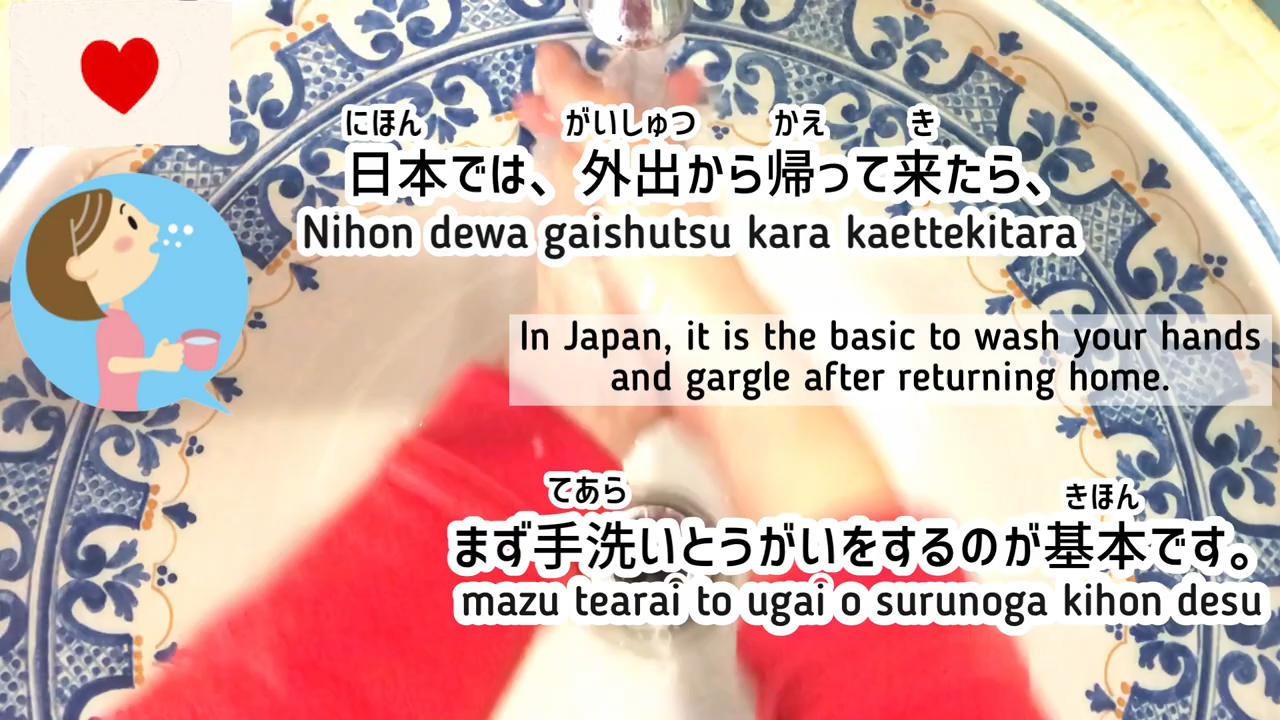 にほん がいしゅつ かえ き
日本では、外出から帰って来たら、
Nihon dewa gaishutsu kara kaettekitara
In Japan, it is the basic to wash your hands
and gargle after returning home.
てあら きほん
まず手洗いとうがいをするのが基本です。
mazu tearai to ugai o surunoga kihon desu